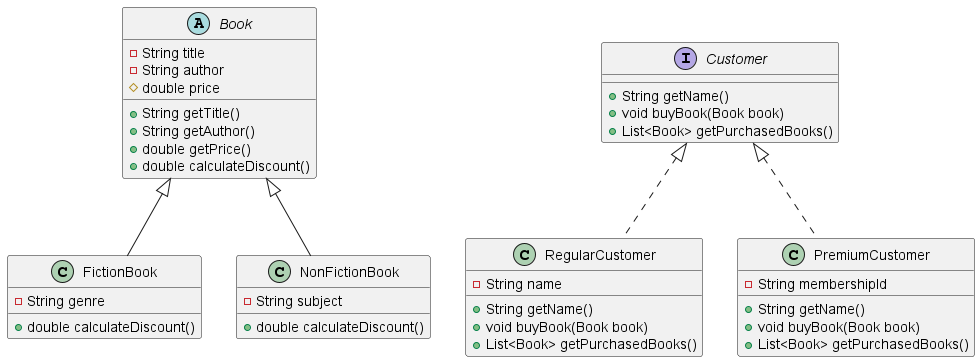 A Book
String title
String author
double price
String getTitle()
String getAuthor()
double getPrice()
double calculateDiscount()
I Customer
String getName()
void buyBook(Book book)
List<Book> getPurchasedBooks()
C FictionBook
String genre
double calculateDiscount()
C NonFictionBook
String subject
double calculateDiscount()
C RegularCustomer
String name
String getName()
void buyBook(Book book)
List<Book> getPurchasedBooks()
C PremiumCustomer
String membershipId
String getName()
void buyBook(Book book)
List<Book> getPurchasedBooks()